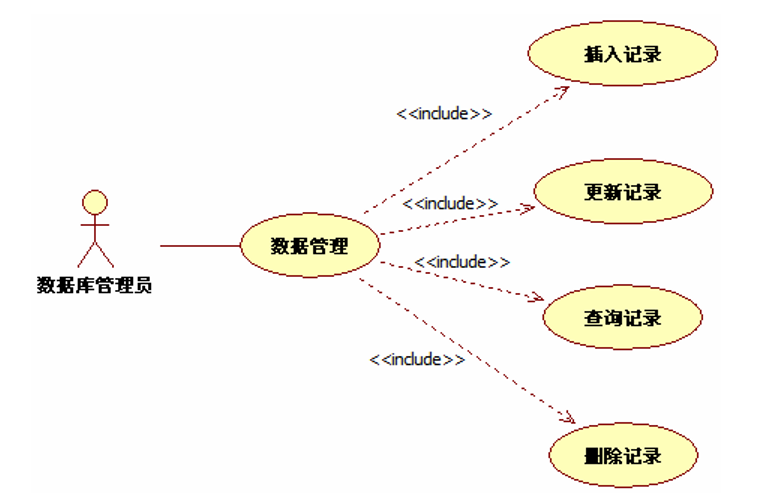 插入记录
<<include>>
更新记录
<<include>>
数据管理
<<include>>
数据库管理员
查询记录
<<include>>
删除记录